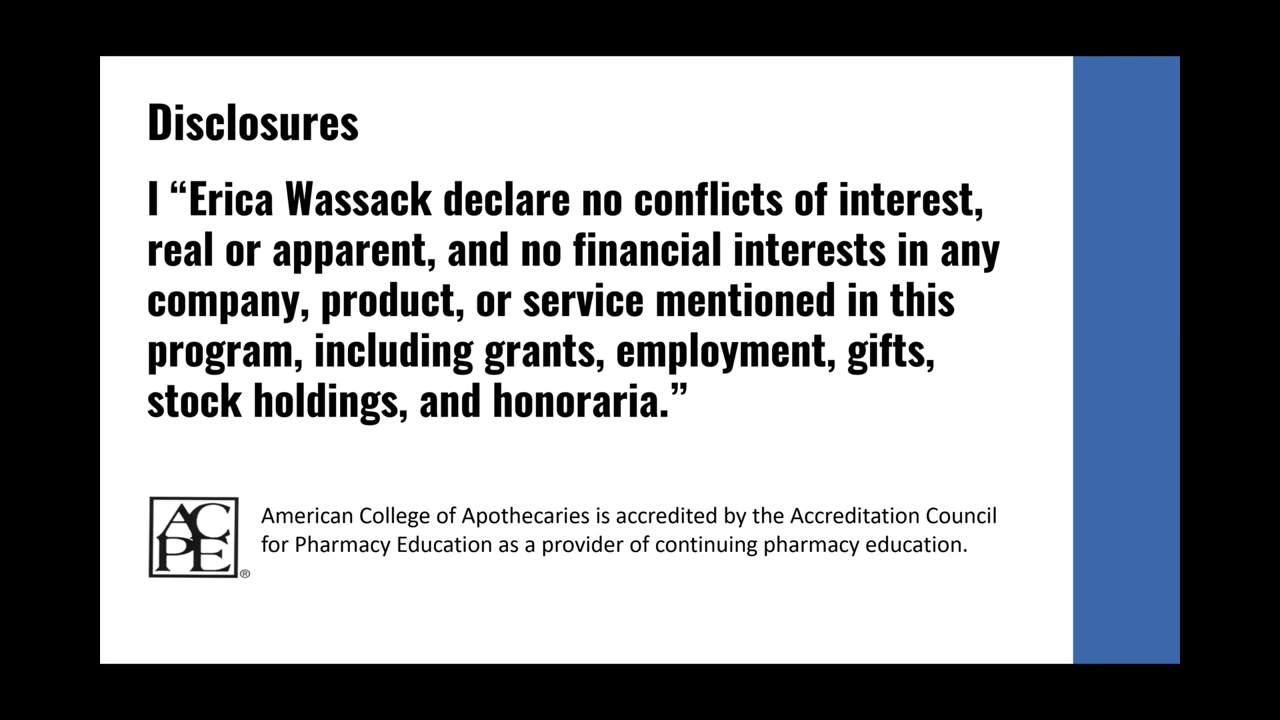 Disclosures
I “Erica Wassack declare no conflicts of interest,
real or apparent, and no financial interests in any
company, product, or service mentioned in this
program, including grants, employment, gifts,
stock holdings, and honoraria.”
ACPE®
American College of Apothecaries is accredited by the Accreditation Council
for Pharmacy Education as a provider of continuing pharmacy education.